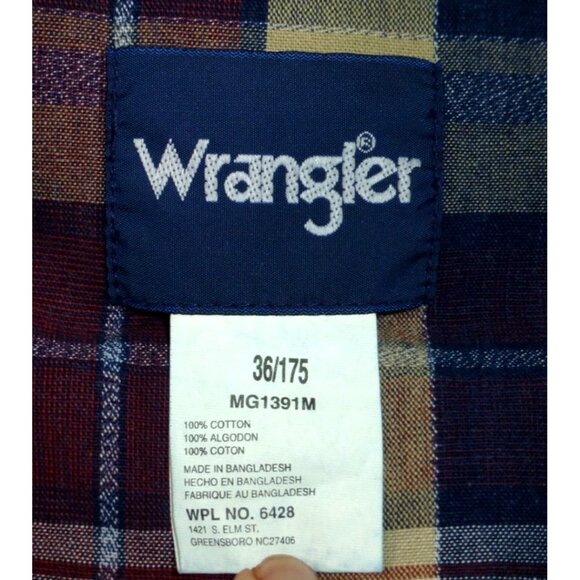 Wrangler®
36/175
MG1391M
100% COTTON
100% ALGODON
100% COTON
MADE IN BANGLADESH
HECHO EN BANGLADESH
FABRIQUE AU BANGLADESH
WPL NO. 6428
1421 S. ELM ST.
GREENSBORO NC27406